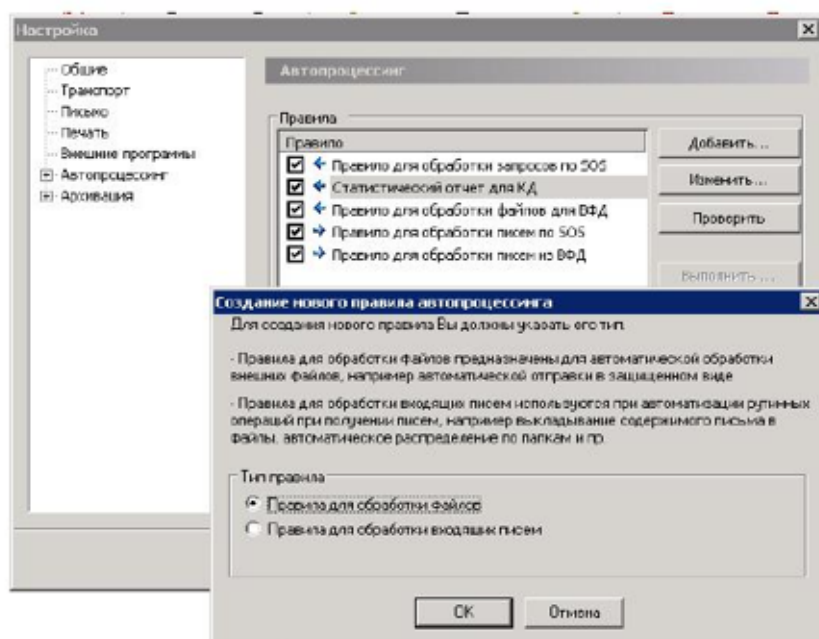 Настройка
Общие
Транспорт
Письмо
Печать
Внешние программы
Автопроцессинг
Архивация
Автопроцессинг
Правила
Правило
Правило для обработки запросов по SOS
Статистический отчет для КД
Правило для обработки файлов для ВФД
Правило для обработки писем по SOS
Правило для обработки писем из ВФД
Добавить...
Изменить...
Проверить
Выполнить ...
Создание нового правила автопроцессинга
Для создания нового правила Вы должны указать его тип.
- Правила для обработки файлов предназначены для автоматической обработки
внешних файлов, например автоматической отправки в защищенном виде
- Правила для обработки входящих писем используются при автоматизации рутинных
операций при получении писем, например выкладывание содержимого письма в
файлы, автоматическое распределение по папкам и пр.
Тип правила
Правила для обработки файлов
Правила для обработки входящих писем
OK
Отмена